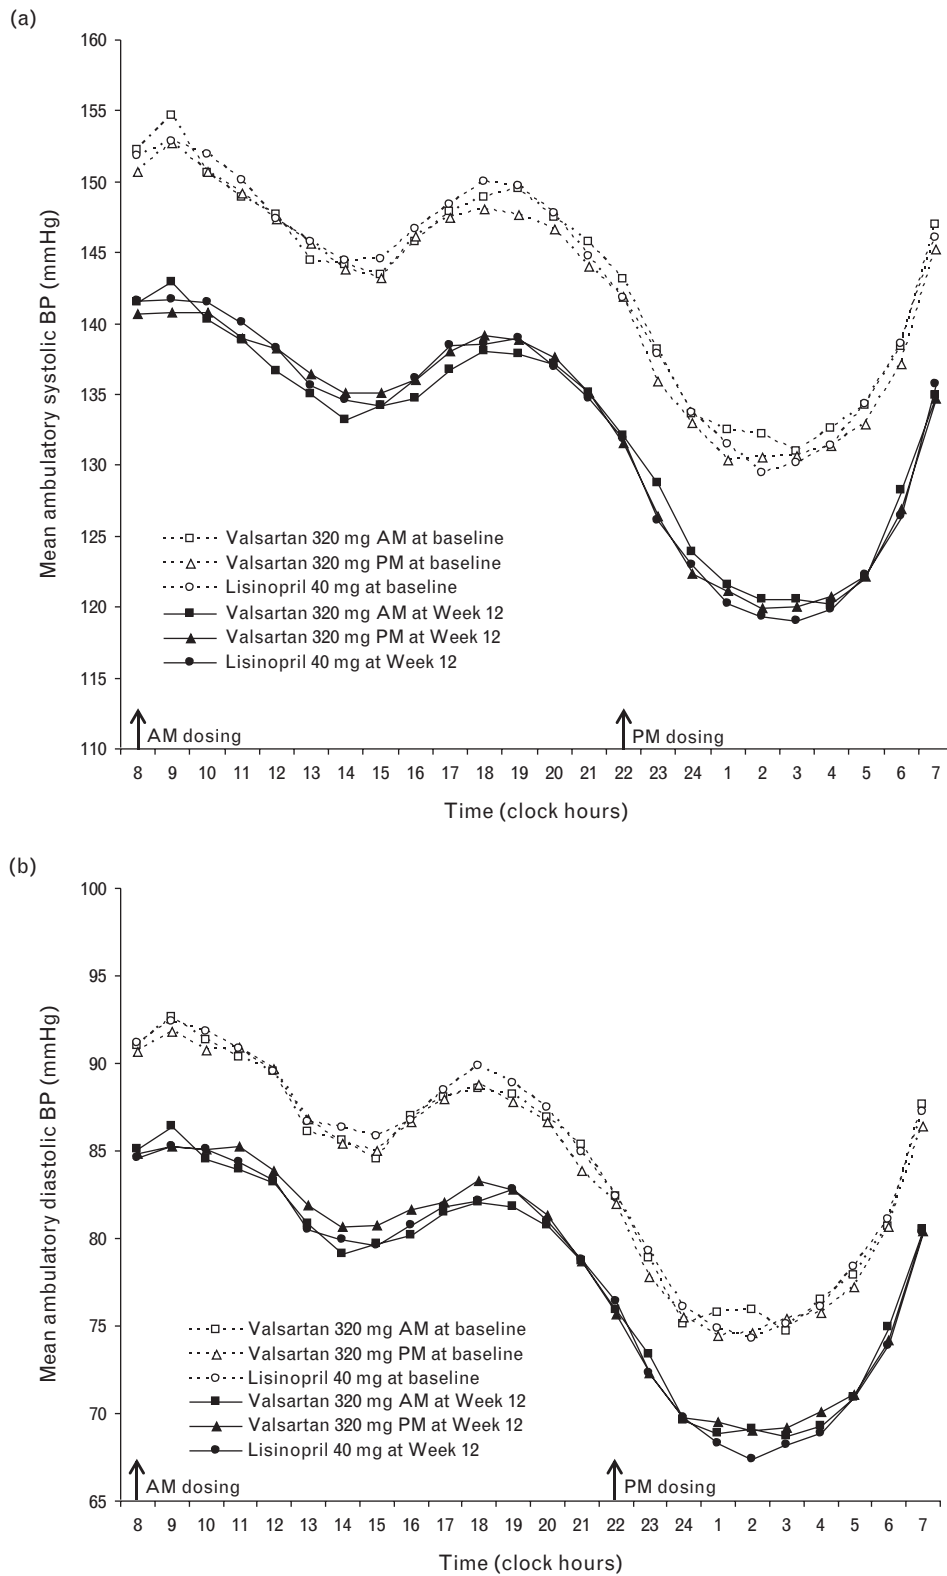 (a)
160
155
150
145
140
135
130
125
120
115
110
Mean ambulatory systolic BP (mmHg)
Valsartan 320 mg AM at baseline
Valsartan 320 mg PM at baseline
Lisinopril 40 mg at baseline
Valsartan 320 mg AM at Week 12
Valsartan 320 mg PM at Week 12
Lisinopril 40 mg at Week 12
AM dosing
PM dosing
8 9 10 11 12 13 14 15 16 17 18 19 20 21 22 23 24 1 2 3 4 5 6 7
Time (clock hours)
(b)
100
95
90
85
80
75
70
65
Mean ambulatory diastolic BP (mmHg)
Valsartan 320 mg AM at baseline
Valsartan 320 mg PM at baseline
Lisinopril 40 mg at baseline
Valsartan 320 mg AM at Week 12
Valsartan 320 mg PM at Week 12
Lisinopril 40 mg at Week 12
AM dosing
PM dosing
8 9 10 11 12 13 14 15 16 17 18 19 20 21 22 23 24 1 2 3 4 5 6 7
Time (clock hours)